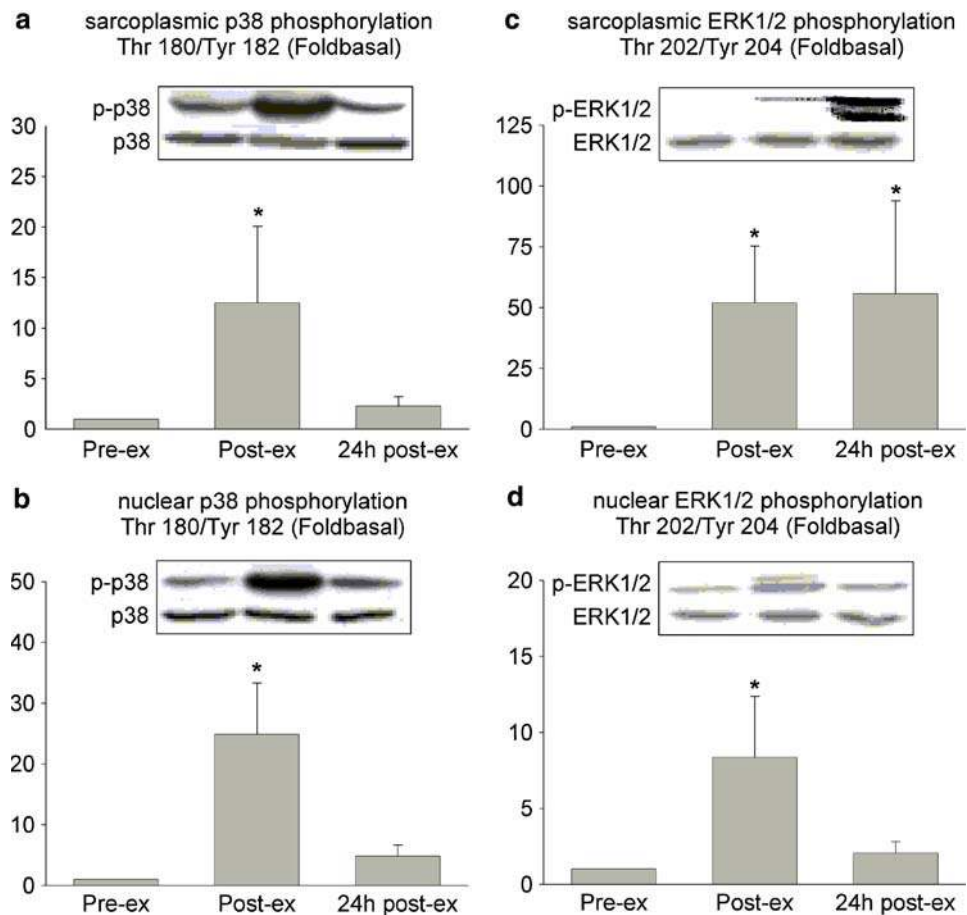 a sarcoplasmic p38 phosphorylation
Thr 180/Tyr 182 (Foldbasal)
p-p38
p38
30
25
20
15
10
5
0
*
Pre-ex Post-ex 24h post-ex
b nuclear p38 phosphorylation
Thr 180/Tyr 182 (Foldbasal)
p-p38
p38
50
40
30
20
10
0
*
Pre-ex Post-ex 24h post-ex
c sarcoplasmic ERK1/2 phosphorylation
Thr 202/Tyr 204 (Foldbasal)
p-ERK1/2
ERK1/2
125
100
75
50
25
0
* *
Pre-ex Post-ex 24h post-ex
d nuclear ERK1/2 phosphorylation
Thr 202/Tyr 204 (Foldbasal)
p-ERK1/2
ERK1/2
20
15
10
5
0
*
Pre-ex Post-ex 24h post-ex